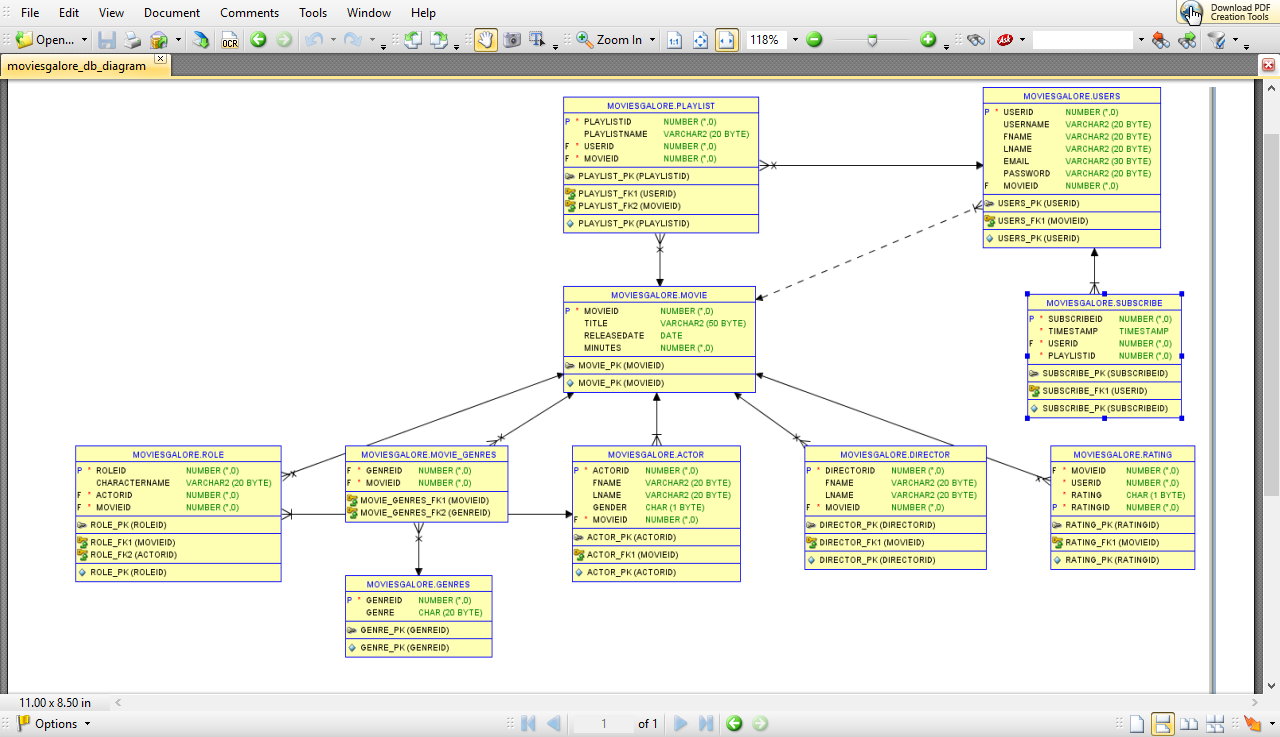 File Edit View Document Comments Tools Window Help
Download PDF
Creation Tools
Open... OCR Zoom In 1:1 118% Ask
moviesgalore_db_diagram
MOVIESGALORE.PLAYLIST
P * PLAYLISTID NUMBER (*,0)
PLAYLISTNAME VARCHAR2 (20 BYTE)
F * USERID NUMBER (*,0)
F * MOVIEID NUMBER (*,0)
PLAYLIST_PK (PLAYLISTID)
PLAYLIST_FK1 (USERID)
PLAYLIST_FK2 (MOVIEID)
PLAYLIST_PK (PLAYLISTID)
MOVIESGALORE.USERS
P * USERID NUMBER (*,0)
USERNAME VARCHAR2 (20 BYTE)
FNAME VARCHAR2 (20 BYTE)
LNAME VARCHAR2 (20 BYTE)
EMAIL VARCHAR2 (30 BYTE)
PASSWORD VARCHAR2 (20 BYTE)
F MOVIEID NUMBER (*,0)
USERS_PK (USERID)
USERS_FK1 (MOVIEID)
USERS_PK (USERID)
MOVIESGALORE.MOVIE
P * MOVIEID NUMBER (*,0)
TITLE VARCHAR2 (50 BYTE)
RELEASEDATE DATE
MINUTES NUMBER (*,0)
MOVIE_PK (MOVIEID)
MOVIE_PK (MOVIEID)
MOVIESGALORE.SUBSCRIBE
P * SUBSCRIBEID NUMBER (*,0)
* TIMESTAMP TIMESTAMP
F * USERID NUMBER (*,0)
* PLAYLISTID NUMBER (*,0)
SUBSCRIBE_PK (SUBSCRIBEID)
SUBSCRIBE_FK1 (USERID)
SUBSCRIBE_PK (SUBSCRIBEID)
MOVIESGALORE.ROLE
P * ROLEID NUMBER (*,0)
CHARACTERNAME VARCHAR2 (20 BYTE)
F * ACTORID NUMBER (*,0)
F * MOVIEID NUMBER (*,0)
ROLE_PK (ROLEID)
ROLE_FK1 (MOVIEID)
ROLE_FK2 (ACTORID)
ROLE_PK (ROLEID)
MOVIESGALORE.MOVIE_GENRES
F * GENREID NUMBER (*,0)
F * MOVIEID NUMBER (*,0)
MOVIE_GENRES_FK1 (MOVIEID)
MOVIE_GENRES_FK2 (GENREID)
MOVIESGALORE.ACTOR
P * ACTORID NUMBER (*,0)
FNAME VARCHAR2 (20 BYTE)
LNAME VARCHAR2 (20 BYTE)
GENDER CHAR (1 BYTE)
F * MOVIEID NUMBER (*,0)
ACTOR_PK (ACTORID)
ACTOR_FK1 (MOVIEID)
ACTOR_PK (ACTORID)
MOVIESGALORE.DIRECTOR
P * DIRECTORID NUMBER (*,0)
FNAME VARCHAR2 (20 BYTE)
LNAME VARCHAR2 (20 BYTE)
F * MOVIEID NUMBER (*,0)
DIRECTOR_PK (DIRECTORID)
DIRECTOR_FK1 (MOVIEID)
DIRECTOR_PK (DIRECTORID)
MOVIESGALORE.RATING
F * MOVIEID NUMBER (*,0)
* USERID NUMBER (*,0)
* RATING CHAR (1 BYTE)
P * RATINGID NUMBER (*,0)
RATING_PK (RATINGID)
RATING_FK1 (MOVIEID)
RATING_PK (RATINGID)
MOVIESGALORE.GENRES
P * GENREID NUMBER (*,0)
GENRE CHAR (20 BYTE)
GENRE_PK (GENREID)
GENRE_PK (GENREID)
11.00 x 8.50 in
Options 1 of 1